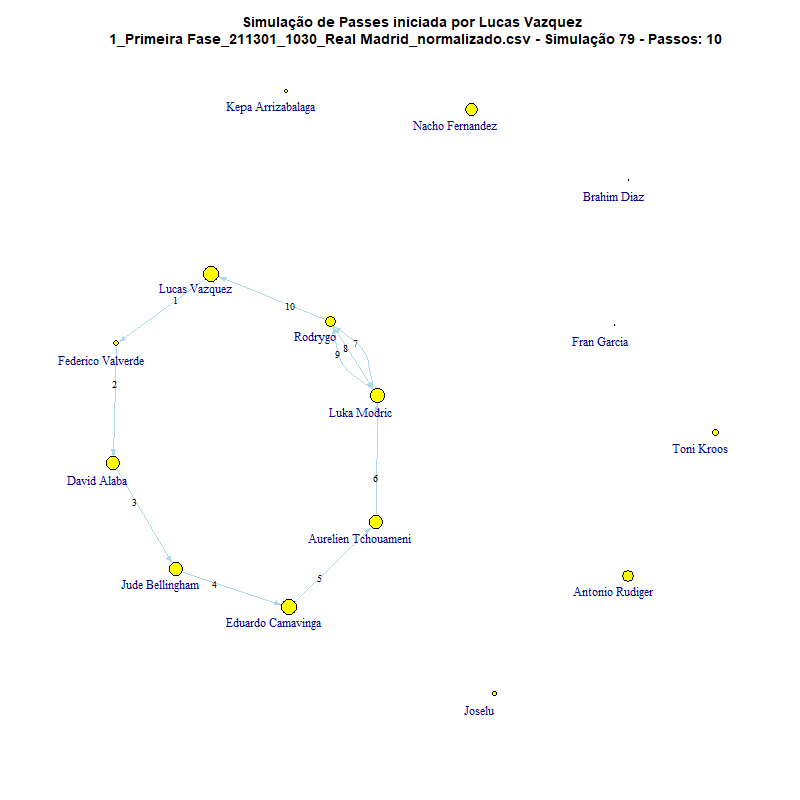 Simulação de Passes iniciada por Lucas Vazquez
1_Primeira Fase_211301_1030_Real Madrid_normalizado.csv - Simulação 79 - Passos: 10
Kepa Arrizabalaga
Nacho Fernandez
Brahim Diaz
Lucas Vazquez
1
10
Rodrygo
Fran Garcia
7
8
9
Federico Valverde
2
Luka Modric
Toni Kroos
David Alaba
6
3
Aurelien Tchouameni
5
Jude Bellingham
4
Antonio Rudiger
Eduardo Camavinga
Joselu